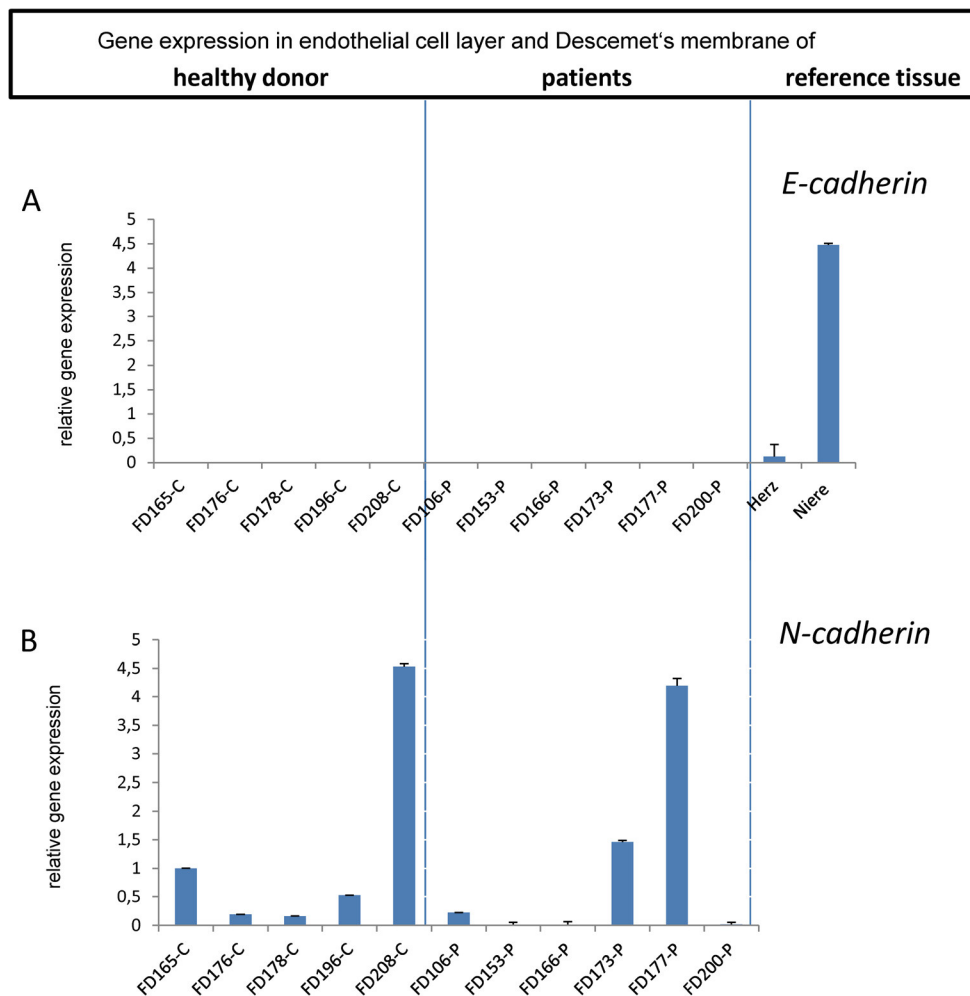 Gene expression in endothelial cell layer and Descemet‘s membrane of
healthy donor patients reference tissue
A
E-cadherin
relative gene expression
5
4,5
4
3,5
3
2,5
2
1,5
1
0,5
0
FD165-C FD176-C FD178-C FD196-C FD208-C FD106-P FD153-P FD166-P FD173-P FD177-P FD200-P Herz Niere
B
N-cadherin
relative gene expression
5
4,5
4
3,5
3
2,5
2
1,5
1
0,5
0
FD165-C FD176-C FD178-C FD196-C FD208-C FD106-P FD153-P FD166-P FD173-P FD177-P FD200-P